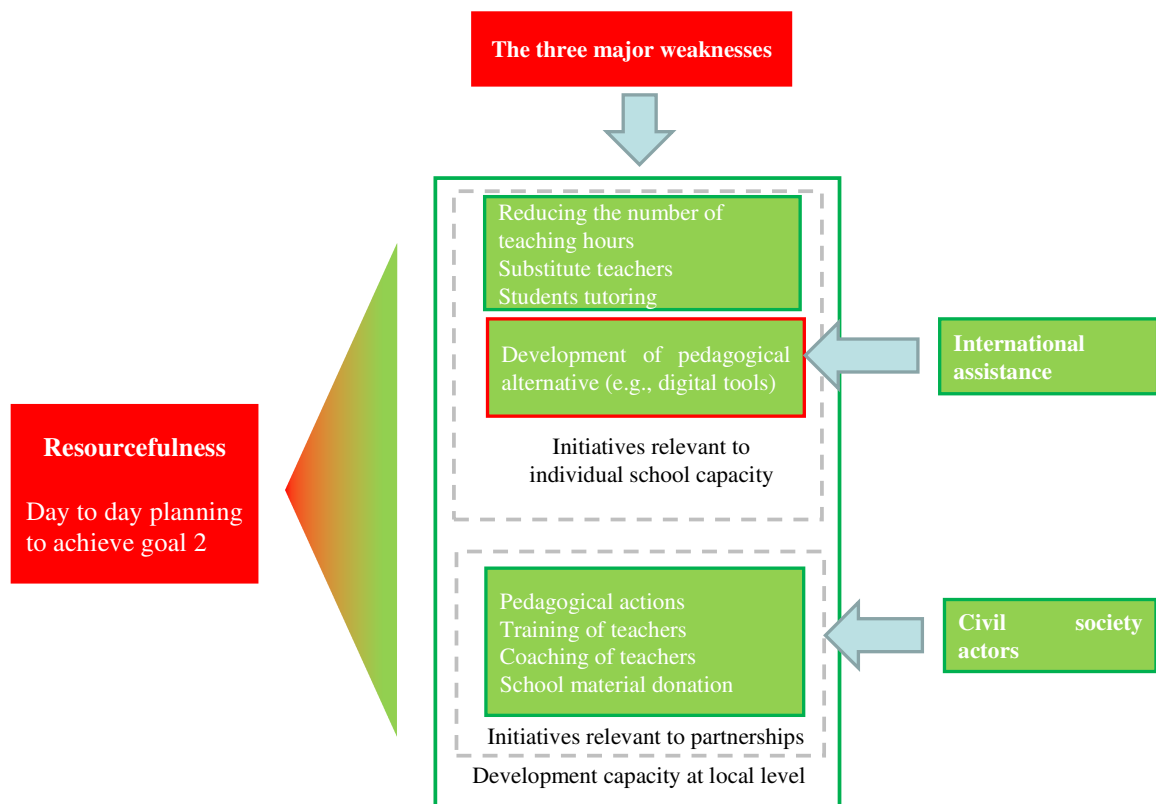 The three major weaknesses
Reducing the number of
teaching hours
Substitute teachers
Students tutoring
Development of pedagogical
alternative (e.g., digital tools)
International
assistance
Initiatives relevant to
individual school capacity
Resourcefulness
Day to day planning
to achieve goal 2
Pedagogical actions
Training of teachers
Coaching of teachers
School material donation
Civil society
actors
Initiatives relevant to partnerships
Development capacity at local level